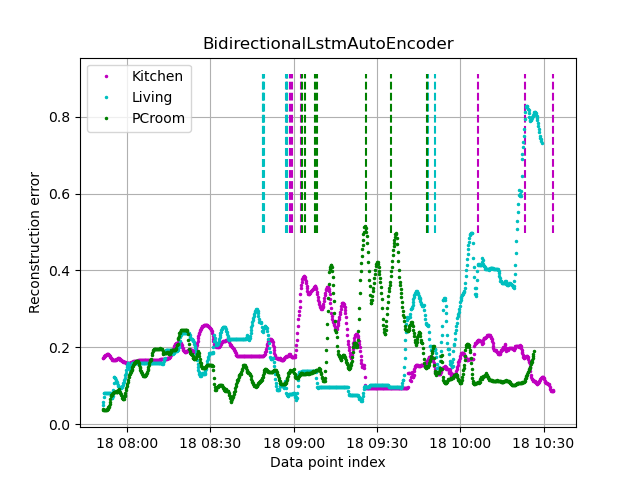 BidirectionalLstmAutoEncoder
Kitchen
Living
PCroom
Reconstruction error
0.8
0.6
0.4
0.2
0.0
18 08:00 18 08:30 18 09:00 18 09:30 18 10:00 18 10:30
Data point index